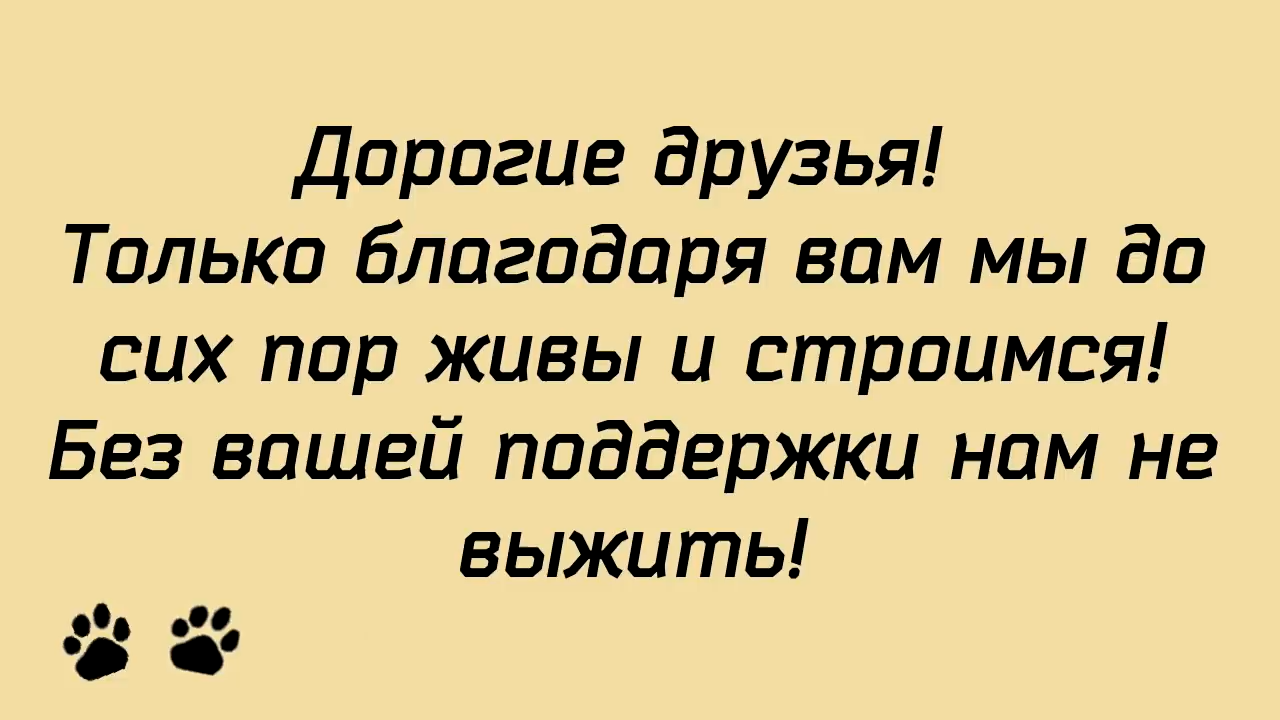 Дорогие друзья!
Только благодаря вам мы до
сих пор живы и строимся!
Без вашей поддержки нам не
выжить!